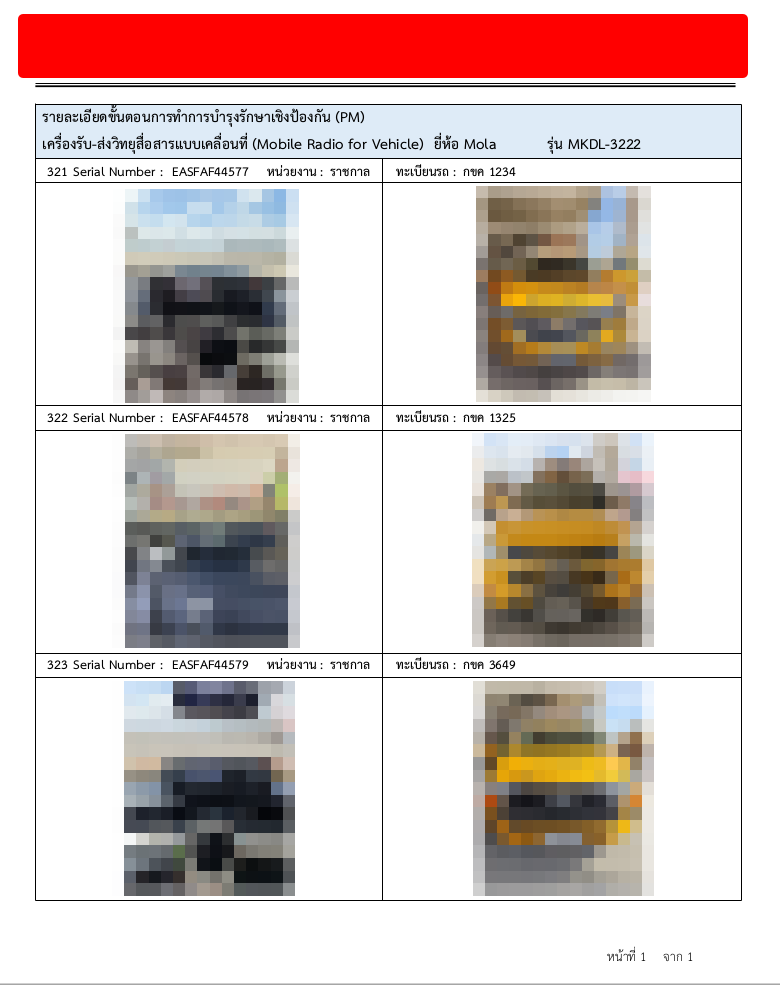 รายละเอียดขั้นตอนการทำการบำรุงรักษาเชิงป้องกัน (PM)
เครื่องรับ-ส่งวิทยุสื่อสารแบบเคลื่อนที่ (Mobile Radio for Vehicle) ยี่ห้อ Mola รุ่น MKDL-3222
321 Serial Number : EASFAF44577 หน่วยงาน : ราชกาล ทะเบียนรถ : กขค 1234
322 Serial Number : EASFAF44578 หน่วยงาน : ราชกาล ทะเบียนรถ : กขค 1325
323 Serial Number : EASFAF44579 หน่วยงาน : ราชกาล ทะเบียนรถ : กขค 3649
หน้าที่ 1 จาก 1